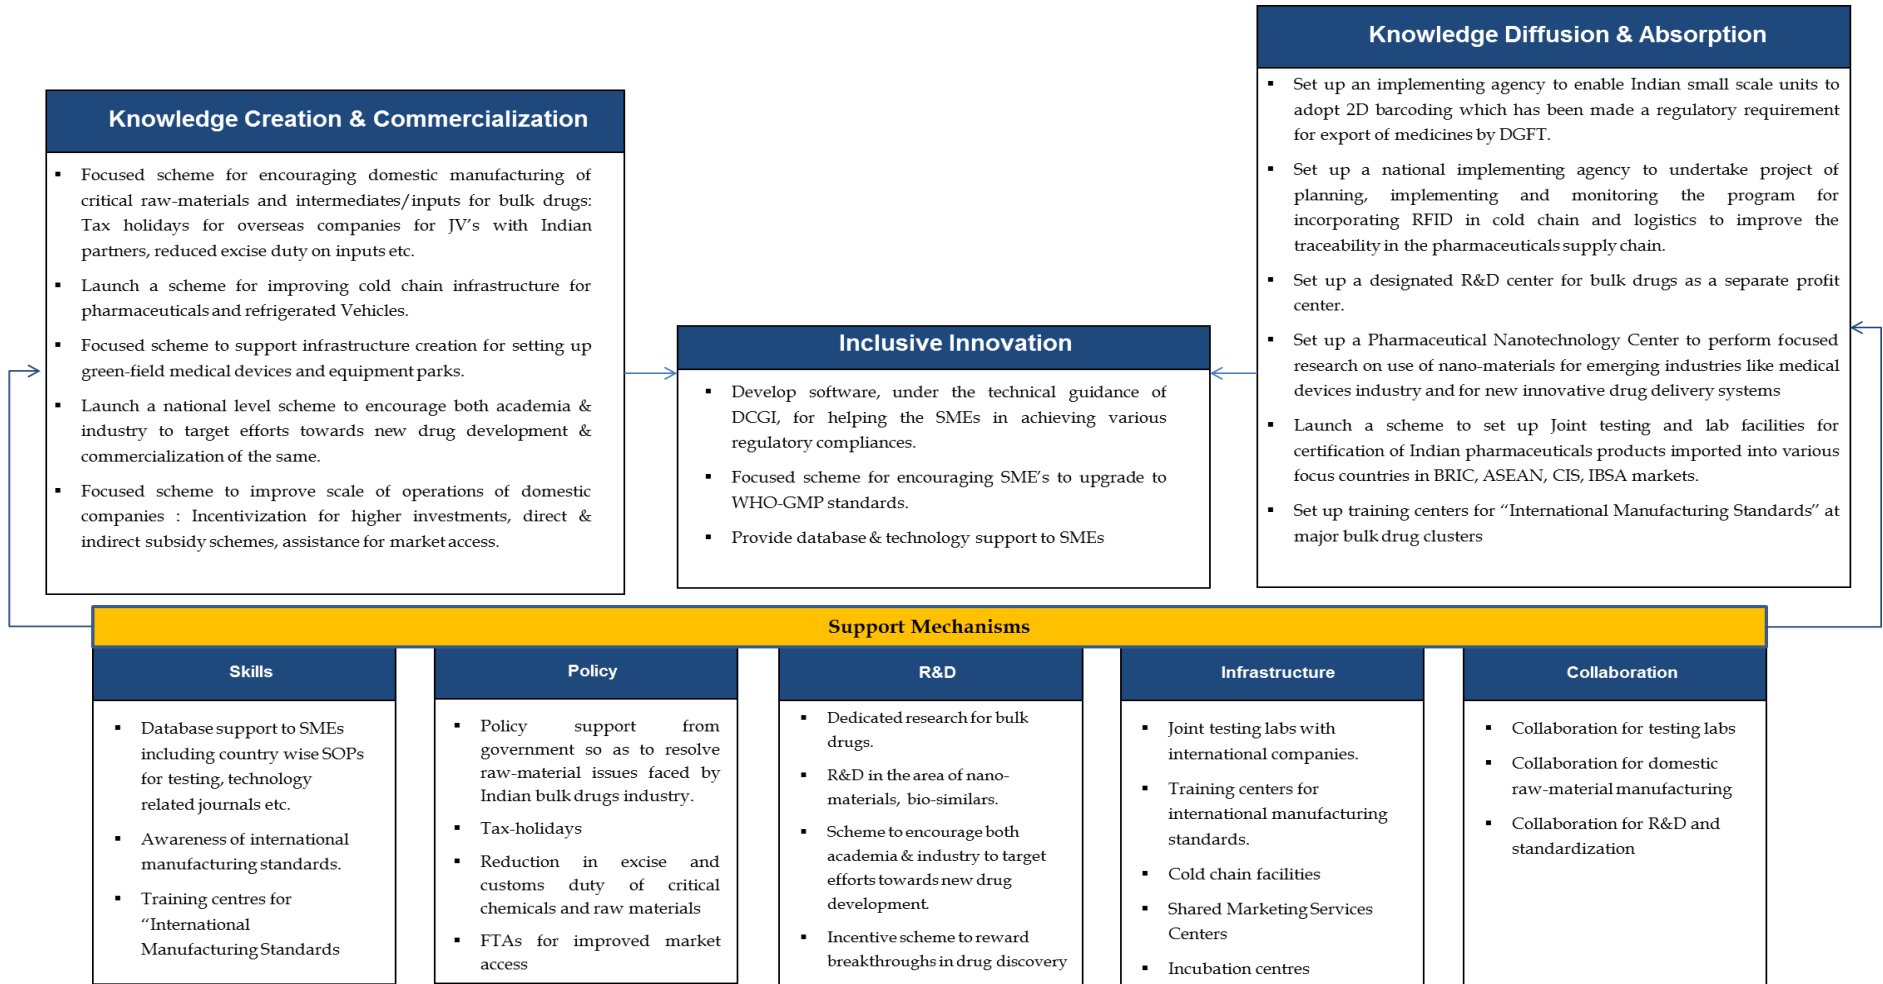 Knowledge Creation & Commercialization
▪ Focused scheme for encouraging domestic manufacturing of
critical raw-materials and intermediates/inputs for bulk drugs:
Tax holidays for overseas companies for JV's with Indian
partners, reduced excise duty on inputs etc.
▪ Launch a scheme for improving cold chain infrastructure for
pharmaceuticals and refrigerated Vehicles.
▪ Focused scheme to support infrastructure creation for setting up
green-field medical devices and equipment parks.
▪ Launch a national level scheme to encourage both academia &
industry to target efforts towards new drug development &
commercialization of the same.
▪ Focused scheme to improve scale of operations of domestic
companies : Incentivization for higher investments, direct &
indirect subsidy schemes, assistance for market access.
Inclusive Innovation
▪ Develop software, under the technical guidance of
DCGI, for helping the SMEs in achieving various
regulatory compliances.
▪ Focused scheme for encouraging SME's to upgrade to
WHO-GMP standards.
▪ Provide database & technology support to SMEs
Knowledge Diffusion & Absorption
▪ Set up an implementing agency to enable Indian small scale units to
adopt 2D barcoding which has been made a regulatory requirement
for export of medicines by DGFT.
▪ Set up a national implementing agency to undertake project of
planning, implementing and monitoring the program for
incorporating RFID in cold chain and logistics to improve the
traceability in the pharmaceuticals supply chain.
▪ Set up a designated R&D center for bulk drugs as a separate profit
center.
▪ Set up a Pharmaceutical Nanotechnology Center to perform focused
research on use of nano-materials for emerging industries like medical
devices industry and for new innovative drug delivery systems
▪ Launch a scheme to set up Joint testing and lab facilities for
certification of Indian pharmaceuticals products imported into various
focus countries in BRIC, ASEAN, CIS, IBSA markets.
▪ Set up training centers for "International Manufacturing Standards" at
major bulk drug clusters
Support Mechanisms
Skills
▪ Database support to SMEs
including country wise SOPs
for testing, technology
related journals etc.
▪ Awareness of international
manufacturing standards.
▪ Training centres for
"International
Manufacturing Standards
Policy
▪ Policy support from
government so as to resolve
raw-material issues faced by
Indian bulk drugs industry.
▪ Tax-holidays
▪ Reduction in excise and
customs duty of critical
chemicals and raw materials
▪ FTAs for improved market
access
R&D
▪ Dedicated research for bulk
drugs.
▪ R&D in the area of nano-
materials, bio-similars.
▪ Scheme to encourage both
academia & industry to target
efforts towards new drug
development.
▪ Incentive scheme to reward
breakthroughs in drug discovery
Infrastructure
▪ Joint testing labs with
international companies.
▪ Training centers for
international manufacturing
standards.
▪ Cold chain facilities
▪ Shared Marketing Services
Centers
▪ Incubation centres
Collaboration
▪ Collaboration for testing labs
▪ Collaboration for domestic
raw-material manufacturing
▪ Collaboration for R&D and
standardization